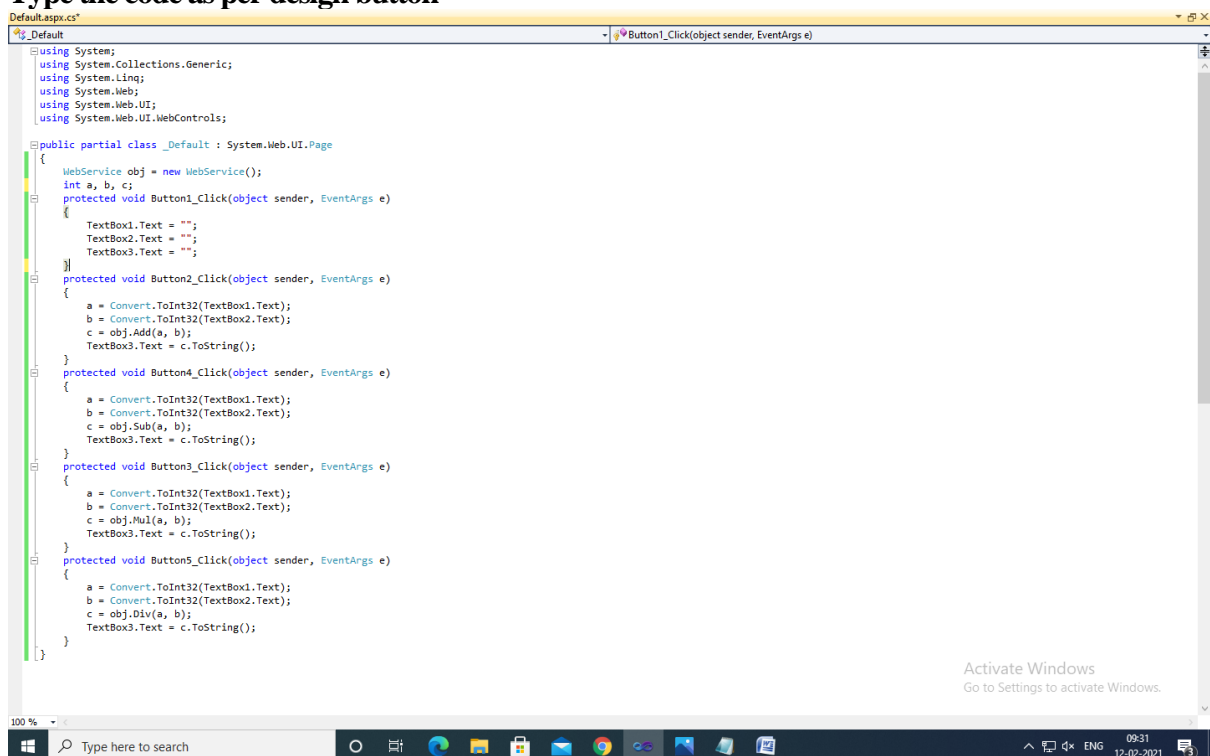 Type the code as per design button
Default.aspx.cs*
_Default
Button1_Click(object sender, EventArgs e)
using System;
using System.Collections.Generic;
using System.Linq;
using System.Web;
using System.Web.UI;
using System.Web.UI.WebControls;
public partial class _Default : System.Web.UI.Page
{
WebService obj = new WebService();
int a, b, c;
protected void Button1_Click(object sender, EventArgs e)
{
TextBox1.Text = "";
TextBox2.Text = "";
TextBox3.Text = "";
}
protected void Button2_Click(object sender, EventArgs e)
{
a = Convert.ToInt32(TextBox1.Text);
b = Convert.ToInt32(TextBox2.Text);
c = obj.Add(a, b);
TextBox3.Text = c.ToString();
}
protected void Button4_Click(object sender, EventArgs e)
{
a = Convert.ToInt32(TextBox1.Text);
b = Convert.ToInt32(TextBox2.Text);
c = obj.Sub(a, b);
TextBox3.Text = c.ToString();
}
protected void Button3_Click(object sender, EventArgs e)
{
a = Convert.ToInt32(TextBox1.Text);
b = Convert.ToInt32(TextBox2.Text);
c = obj.Mul(a, b);
TextBox3.Text = c.ToString();
}
protected void Button5_Click(object sender, EventArgs e)
{
a = Convert.ToInt32(TextBox1.Text);
b = Convert.ToInt32(TextBox2.Text);
c = obj.Div(a, b);
TextBox3.Text = c.ToString();
}
}
Activate Windows
Go to Settings to activate Windows.
100 %
Type here to search
ENG
09:31
12-02-2021